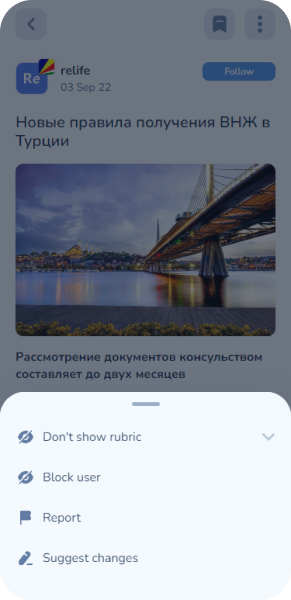 Re
relife
03 Sep 22
Follow
Новые правила получения ВНЖ в
Турции
Рассмотрение документов консульством
составляет до двух месяцев
Don't show rubric
Block user
Report
Suggest changes